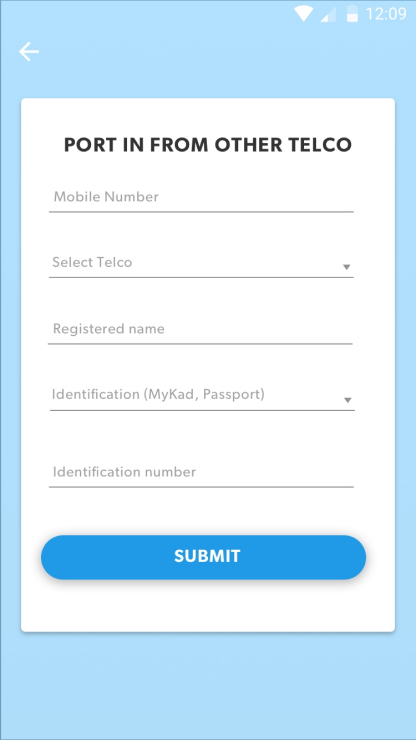 12:09
PORT IN FROM OTHER TELCO
Mobile Number
Select Telco
Registered name
Identification (MyKad, Passport)
Identification number
SUBMIT